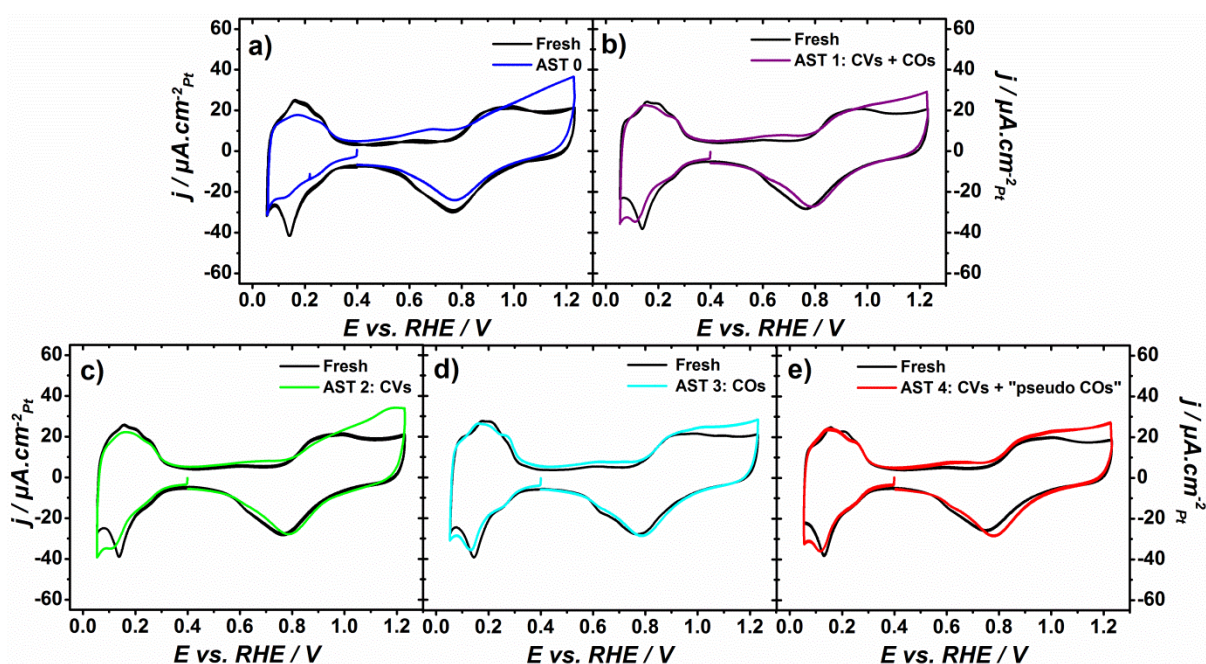 a)
Fresh
AST 0
60
40
20
0
-20
-40
-60
j / µA.cm⁻²Pt
0.0 0.2 0.4 0.6 0.8 1.0 1.2
E vs. RHE / V
b)
Fresh
AST 1: CVs + COs
60
40
20
0
-20
-40
-60
j / µA.cm⁻²Pt
0.0 0.2 0.4 0.6 0.8 1.0 1.2
E vs. RHE / V
c)
Fresh
AST 2: CVs
60
40
20
0
-20
-40
-60
j / µA.cm⁻²Pt
0.0 0.2 0.4 0.6 0.8 1.0 1.2
E vs. RHE / V
d)
Fresh
AST 3: COs
0.0 0.2 0.4 0.6 0.8 1.0 1.2
E vs. RHE / V
e)
Fresh
AST 4: CVs + "pseudo COs"
60
40
20
0
-20
-40
-60
j / µA.cm⁻²Pt
0.0 0.2 0.4 0.6 0.8 1.0 1.2
E vs. RHE / V